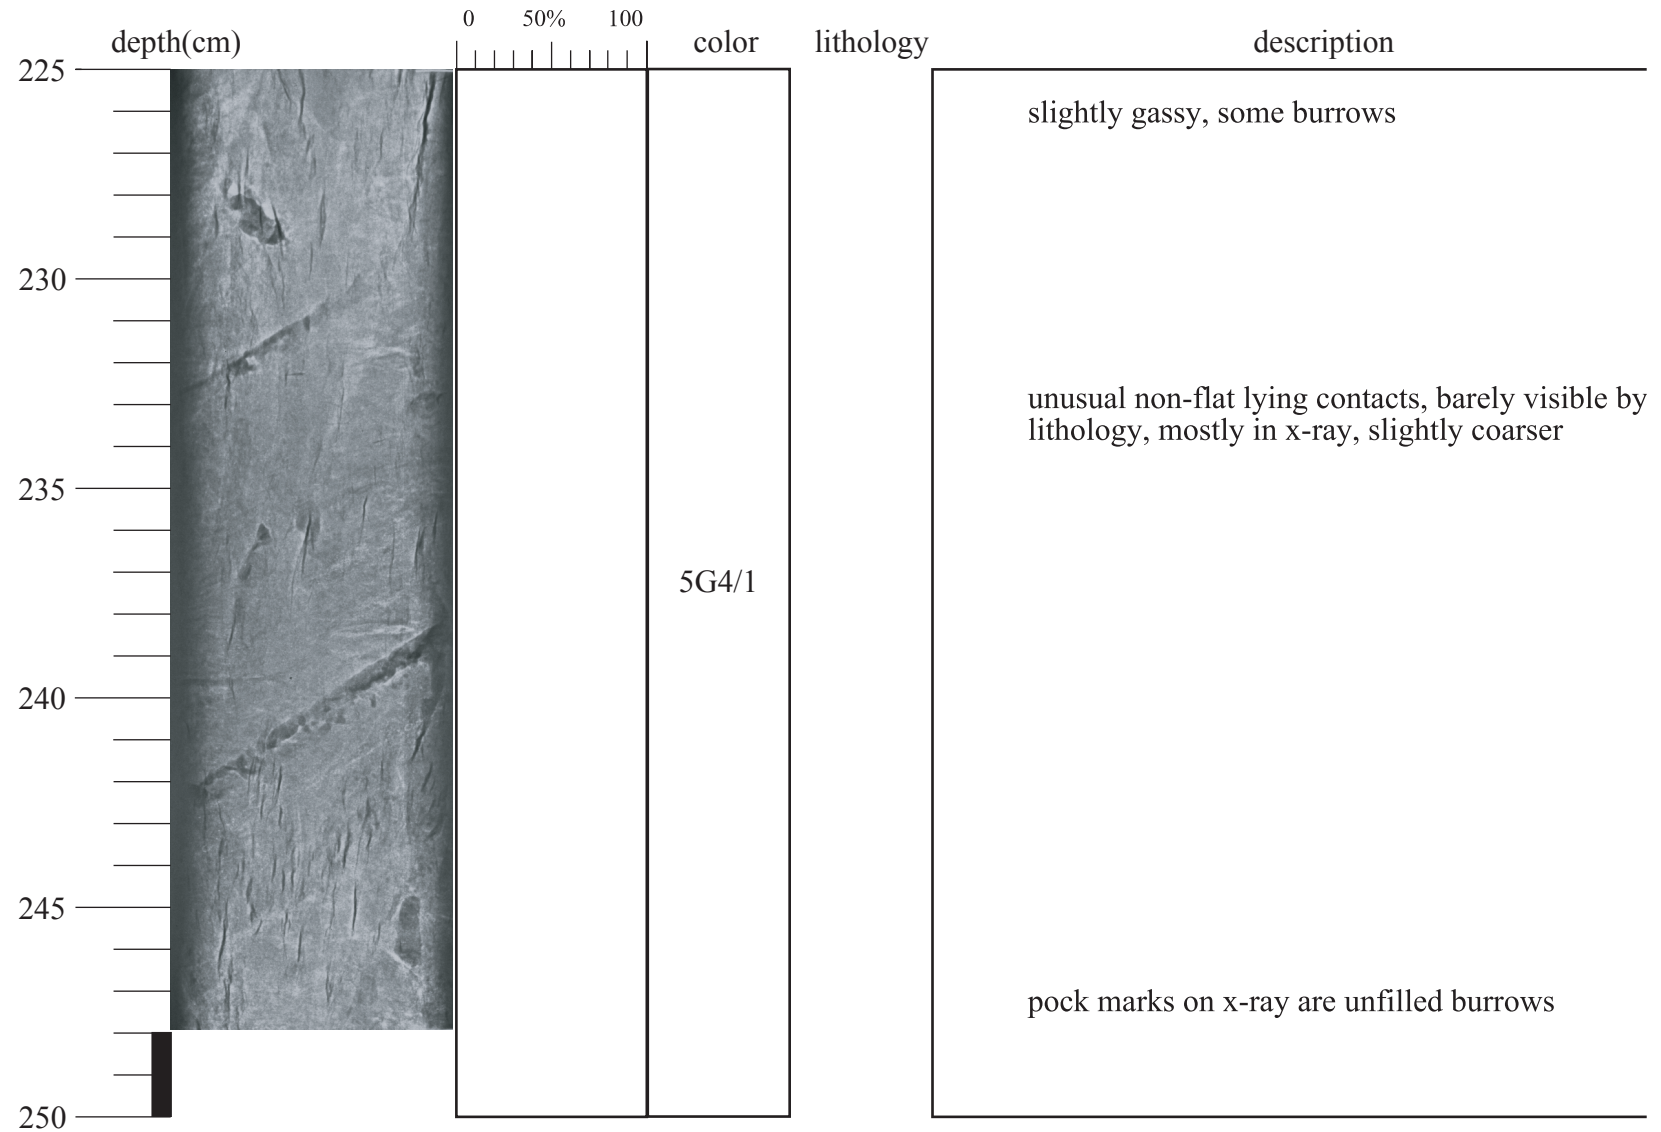 0 50% 100
depth(cm) color lithology description
225
slightly gassy, some burrows
230
unusual non-flat lying contacts, barely visible by
lithology, mostly in x-ray, slightly coarser
235
5G4/1
240
245
pock marks on x-ray are unfilled burrows
250